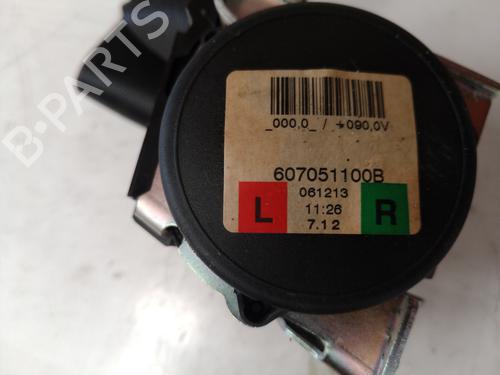 B-PARTS
_000,0_ / +090,0V
607051100B
061213
L 11:26 R
7.12